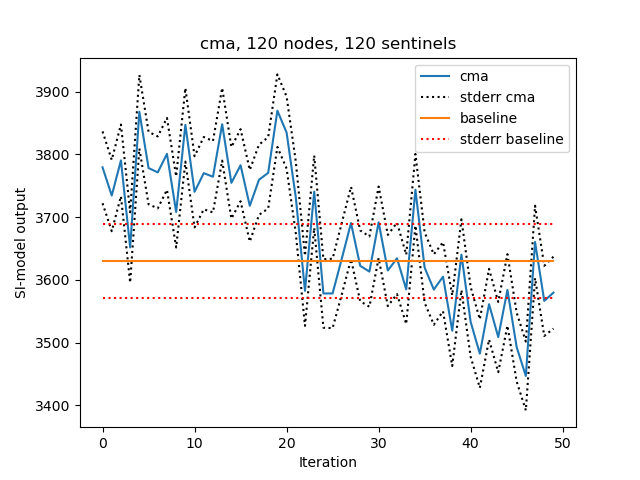 cma, 120 nodes, 120 sentinels
cma
stderr cma
baseline
stderr baseline
3900
3800
3700
3600
3500
3400
SI-model output
0 10 20 30 40 50
Iteration